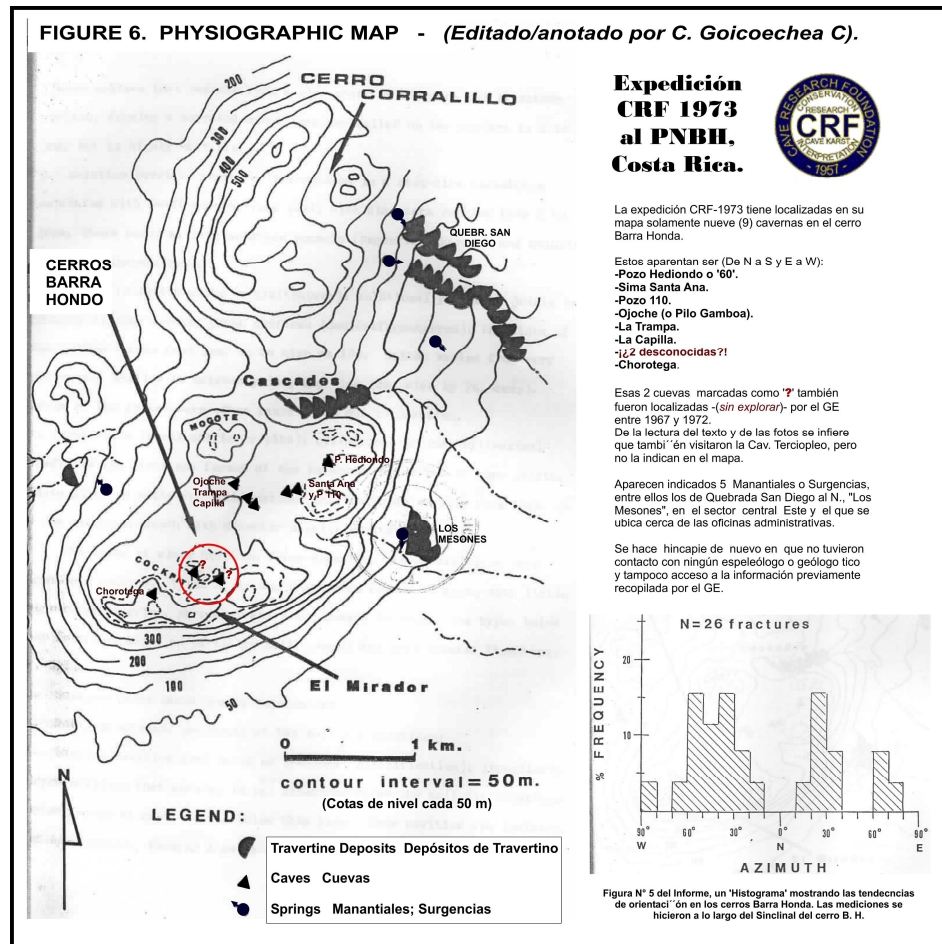 FIGURE 6. PHYSIOGRAPHIC MAP - (Editado/anotado por C. Goicoechea C).
200
CERRO
CORRALILLO
300
400
500
QUEBR. SAN
DIEGO
CERROS
BARRA
HONDO
Cascades
MOGOTE
P. Hediondo
Ojoche
Trampa
Capilla
Santa Ana
y P 110
LOS
MESONES
COCKPIT
?
?
Chorotega
300
200
100
50
El Mirador
0 1 km.
contour interval = 50m.
(Cotas de nivel cada 50 m)
N
LEGEND:
Travertine Deposits Depósitos de Travertino
Caves Cuevas
Springs Manantiales; Surgencias
Expedición
CRF 1973
al PNBH,
Costa Rica.
CAVE RESEARCH FOUNDATION
CONSERVATION
RESEARCH
CRF
CAVE KARST
INTERPRETATION
- 1957 -
La expedición CRF-1973 tiene localizadas en su
mapa solamente nueve (9) cavernas en el cerro
Barra Honda.
Estos aparentan ser (De N a S y E a W):
-Pozo Hediondo o '60'.
-Sima Santa Ana.
-Pozo 110.
-Ojoche (o Pilo Gamboa).
-La Trampa.
-La Capilla.
-¡¿2 desconocidas?!
-Chorotega.
Esas 2 cuevas marcadas como '?' también
fueron localizadas -(sin explorar)- por el GE
entre 1967 y 1972.
De la lectura del texto y de las fotos se infiere
que tambi´´én visitaron la Cav. Terciopleo, pero
no la indican en el mapa.
Aparecen indicados 5 Manantiales o Surgencias,
entre ellos los de Quebrada San Diego al N., "Los
Mesones", en el sector central Este y el que se
ubica cerca de las oficinas administrativas.
Se hace hincapie de nuevo en que no tuvieron
contacto con ningún espeleólogo o geólogo tico
y tampoco acceso a la información previamente
recopilada por el GE.
N=26 fractures
% FREQUENCY
20
10
90° 60° 30° 0° 30° 60° 90°
W N E
AZIMUTH
Figura N° 5 del Informe, un 'Histograma' mostrando las tendecncias
de orientaci´´ón en los cerros Barra Honda. Las mediciones se
hicieron a lo largo del Sinclinal del cerro B. H.